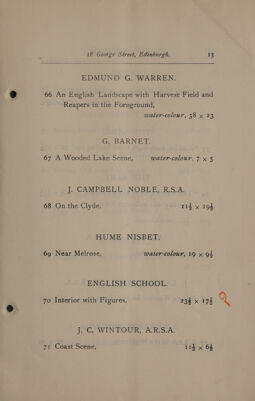 18 George Street, Edinburgh. 13
EDMUND G. WARREN.
66 An English Landscape with Harvest Field and
Reapers in the Foreground,
water-colour, 38 × 23
G. BARNET.
67 A Wooded Lake Scene, water-colour, 7 × 5
J. CAMPBELL NOBLE, R.S.A.
68 On the Clyde, 11½ × 19½
HUME NISBET.
69 Near Melrose, water-colour, 19 × 9½
ENGLISH SCHOOL.
70 Interior with Figures, 23½ × 17½
J. C. WINTOUR, A.R.S.A.
71 Coast Scene, 11½ × 6½